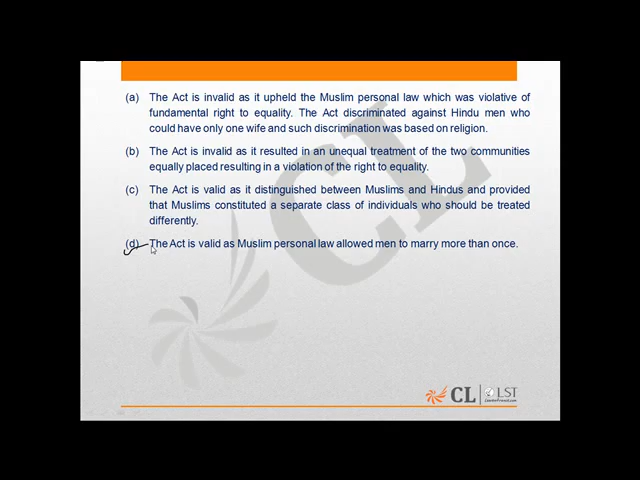 (a) The Act is invalid as it upheld the Muslim personal law which was violative of
fundamental right to equality. The Act discriminated against Hindu men who
could have only one wife and such discrimination was based on religion.
(b) The Act is invalid as it resulted in an unequal treatment of the two communities
equally placed resulting in a violation of the right to equality.
(c) The Act is valid as it distinguished between Muslims and Hindus and provided
that Muslims constituted a separate class of individuals who should be treated
differently.
(d) The Act is valid as Muslim personal law allowed men to marry more than once.
CL
CL LST